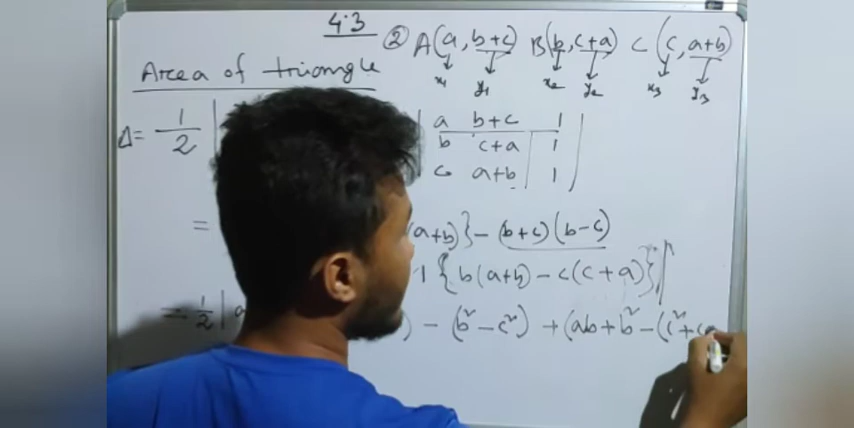 4.3
② A(a, b+c) B(b, c+a) C(c, a+b)
x₁ y₁ x₂ y₂ x₃ y₃
Area of triangle
Δ= 1/2 | | a b+c 1 |
b c+a 1
c a+b 1
= (a+b)} - (b+c)(b-c)
1 { b(a+b) - c(c+a)} |
= 1/2 | a ) - (b² - c²) + (ab+b² - (c²+ca